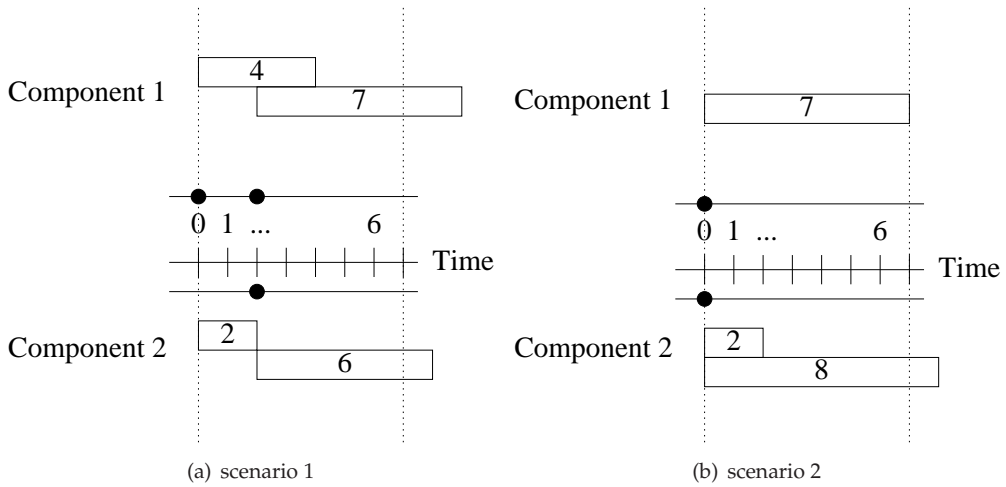 4
Component 1
7
0 1 ... 6
Time
2
Component 2
6
(a) scenario 1
Component 1
7
0 1 ... 6
Time
2
Component 2
8
(b) scenario 2